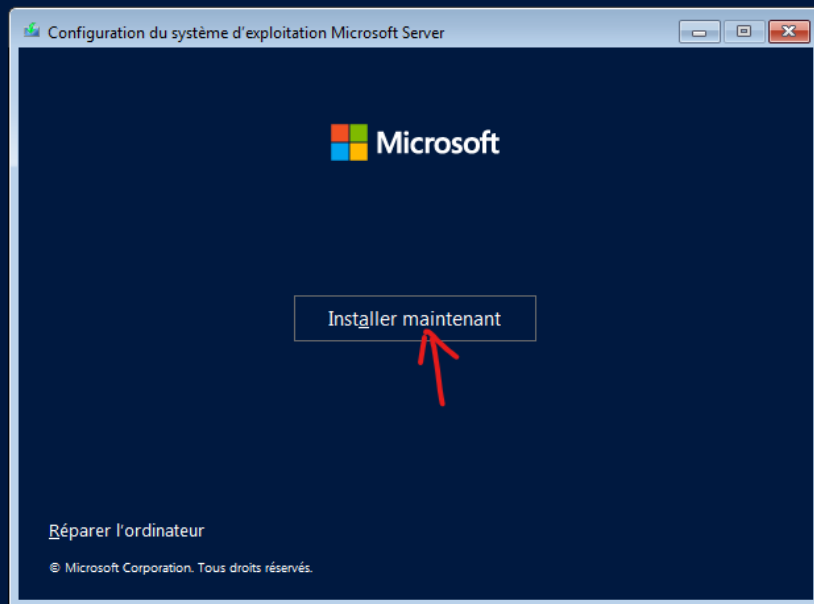 Configuration du système d'exploitation Microsoft Server
Microsoft
Installer maintenant
Réparer l'ordinateur
© Microsoft Corporation. Tous droits réservés.